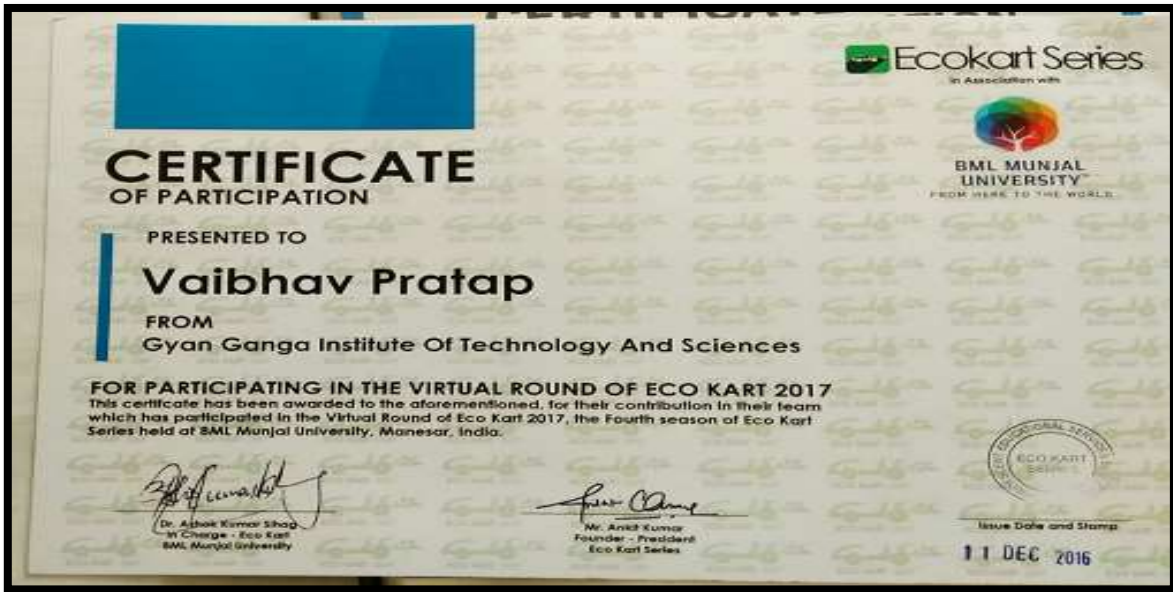 Ecokart Series
In Association with
BML MUNJAL
UNIVERSITY
FROM HERE TO THE WORLD
CERTIFICATE
OF PARTICIPATION
PRESENTED TO
Vaibhav Pratap
FROM
Gyan Ganga Institute Of Technology And Sciences
FOR PARTICIPATING IN THE VIRTUAL ROUND OF ECO KART 2017
This certificate has been awarded to the aforementioned, for their contribution in their team
which has participated in the Virtual Round of Eco Kart 2017, the Fourth season of Eco Kart
Series held at BML Munjal University, Manesar, India.
Dr. Ashok Kumar Sihag
In Charge - Eco Kart
BML Munjal University
Mr. Ankit Kumar
Founder - President
Eco Kart Series
ECO KART
SERIES
Issue Date and Stamp
11 DEC 2016